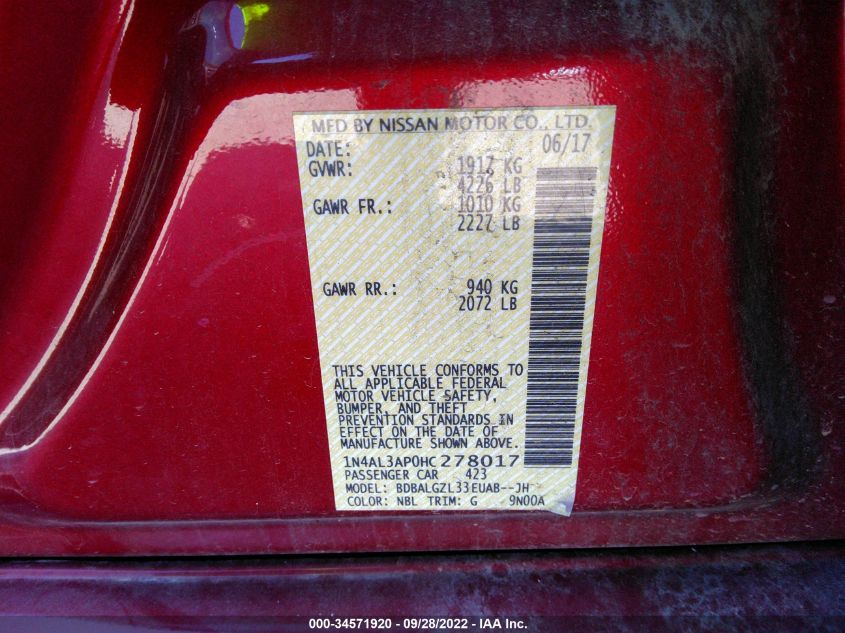 MFD BY NISSAN MOTOR CO., LTD.
DATE: 06/17
GVWR: 1917 KG
4226 LB
GAWR FR.: 1010 KG
2227 LB
GAWR RR.: 940 KG
2072 LB
THIS VEHICLE CONFORMS TO
ALL APPLICABLE FEDERAL
MOTOR VEHICLE SAFETY,
BUMPER, AND THEFT
PREVENTION STANDARDS IN
EFFECT ON THE DATE OF
MANUFACTURE SHOWN ABOVE.
1N4AL3AP0HC278017
PASSENGER CAR 423
MODEL: BDBALGZL33EUAB--JH
COLOR: NBL TRIM: G 9N00A
000-34571920 - 09/28/2022 - IAA Inc.